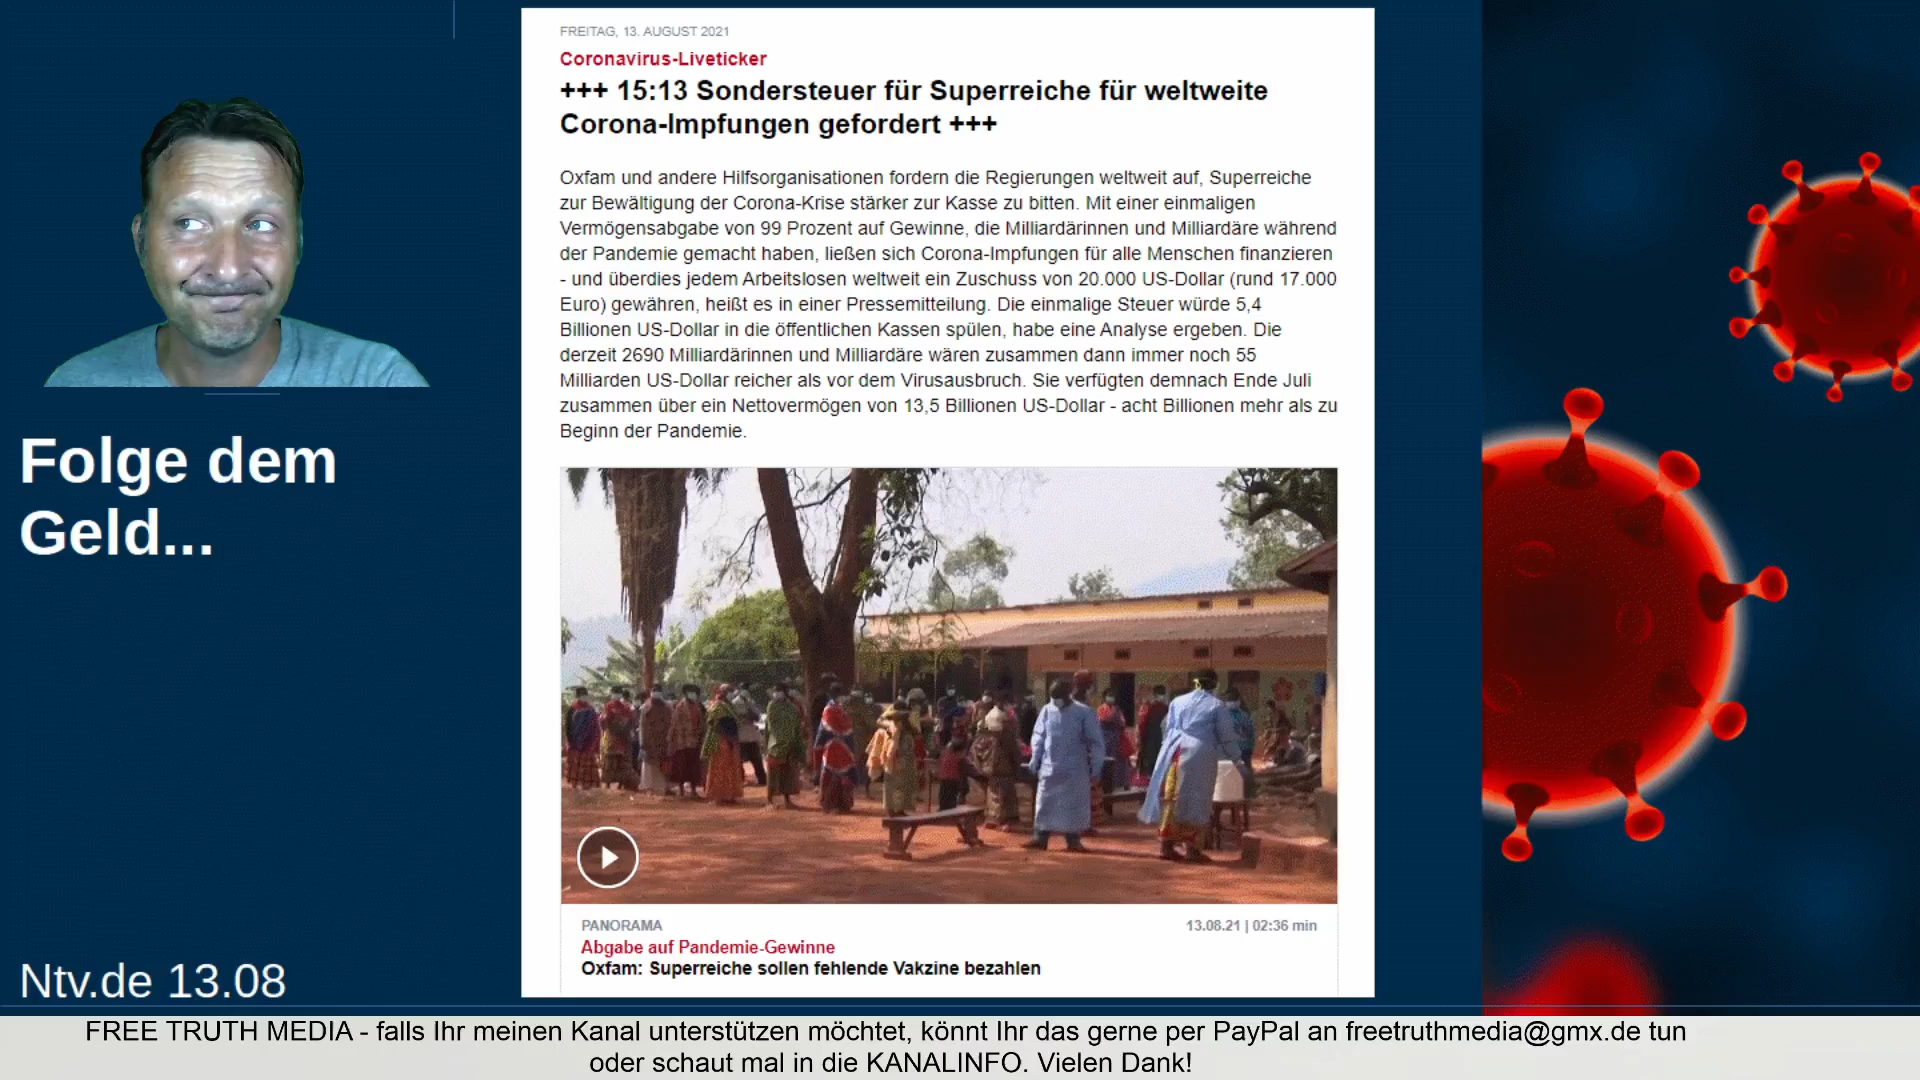 FREITAG, 13. AUGUST 2021
Coronavirus-Liveticker
+++ 15:13 Sondersteuer für Superreiche für weltweite
Corona-Impfungen gefordert +++
Oxfam und andere Hilfsorganisationen fordern die Regierungen weltweit auf, Superreiche
zur Bewältigung der Corona-Krise stärker zur Kasse zu bitten. Mit einer einmaligen
Vermögensabgabe von 99 Prozent auf Gewinne, die Milliardärinnen und Milliardäre während
der Pandemie gemacht haben, ließen sich Corona-Impfungen für alle Menschen finanzieren
- und überdies jedem Arbeitslosen weltweit ein Zuschuss von 20.000 US-Dollar (rund 17.000
Euro) gewähren, heißt es in einer Pressemitteilung. Die einmalige Steuer würde 5,4
Billionen US-Dollar in die öffentlichen Kassen spülen, habe eine Analyse ergeben. Die
derzeit 2690 Milliardärinnen und Milliardäre wären zusammen dann immer noch 55
Milliarden US-Dollar reicher als vor dem Virusausbruch. Sie verfügten demnach Ende Juli
zusammen über ein Nettovermögen von 13,5 Billionen US-Dollar - acht Billionen mehr als zu
Beginn der Pandemie.
Folge dem
Geld...
PANORAMA 13.08.21 | 02:36 min
Abgabe auf Pandemie-Gewinne
Oxfam: Superreiche sollen fehlende Vakzine bezahlen
Ntv.de 13.08
FREE TRUTH MEDIA - falls Ihr meinen Kanal unterstützen möchtet, könnt Ihr das gerne per PayPal an freetruthmedia@gmx.de tun
oder schaut mal in die KANALINFO. Vielen Dank!